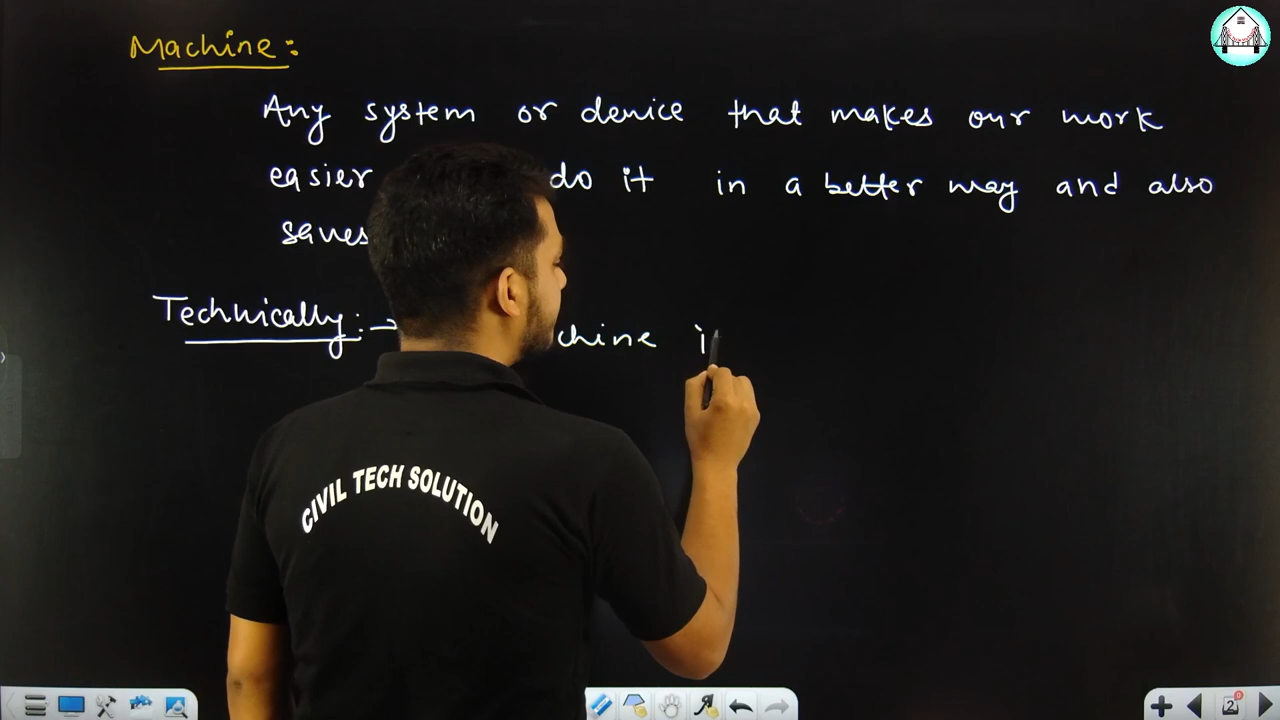 Machine:
Any system or device that makes our work
easier do it in a better way and also
saves
Technically:→ chine i
CIVIL TECH SOLUTION
2